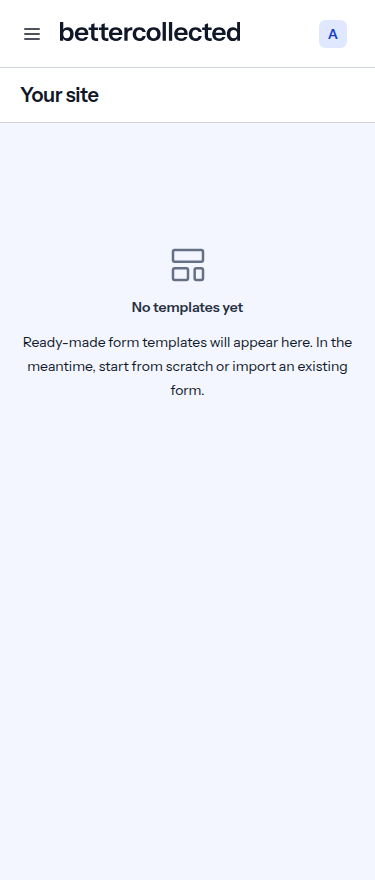 bettercollected
A
Your site
No templates yet
Ready-made form templates will appear here. In the
meantime, start from scratch or import an existing
form.